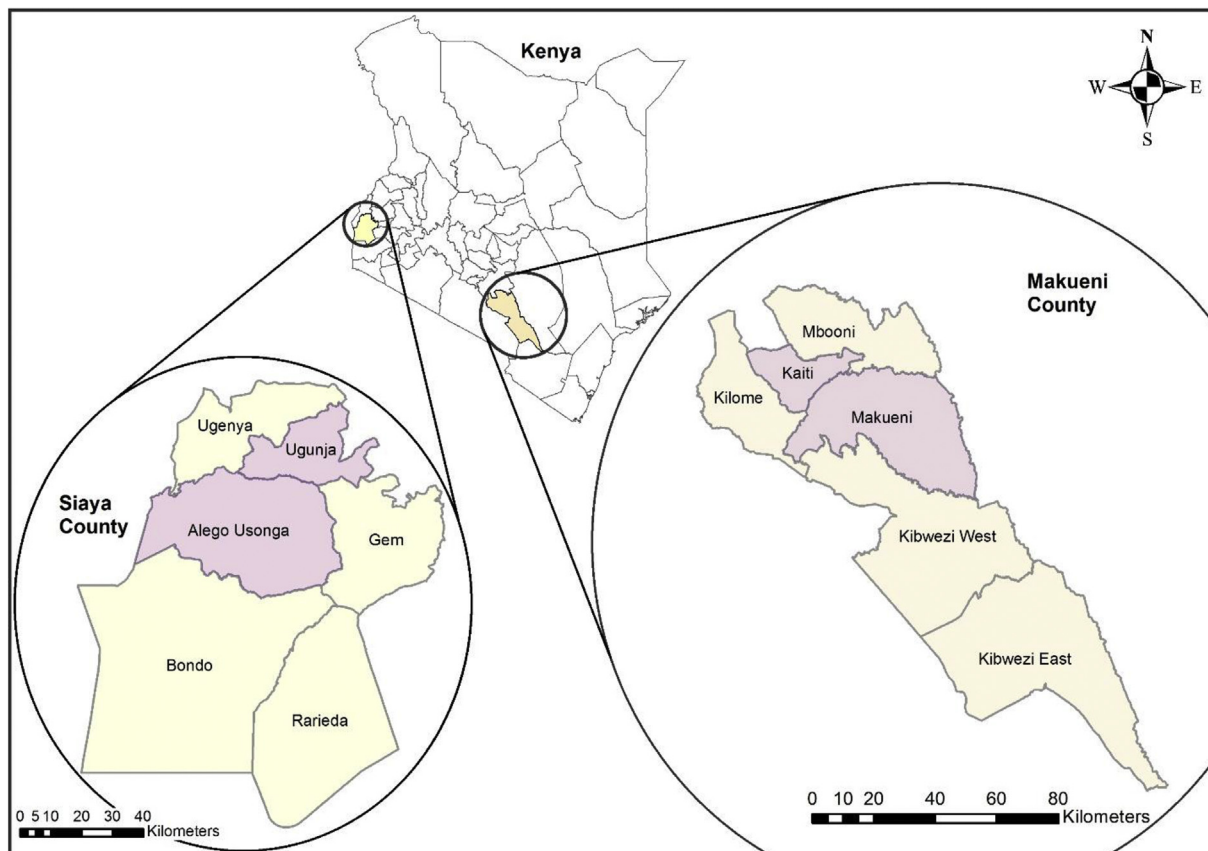 Kenya
N
W E
S
Makueni
County
Mbooni
Kaiti
Kilome
Makueni
Kibwezi West
Kibwezi East
0 10 20 40 60 80
Kilometers
Ugenya
Ugunja
Siaya
County
Alego Usonga
Gem
Bondo
Rarieda
0 5 10 20 30 40
Kilometers